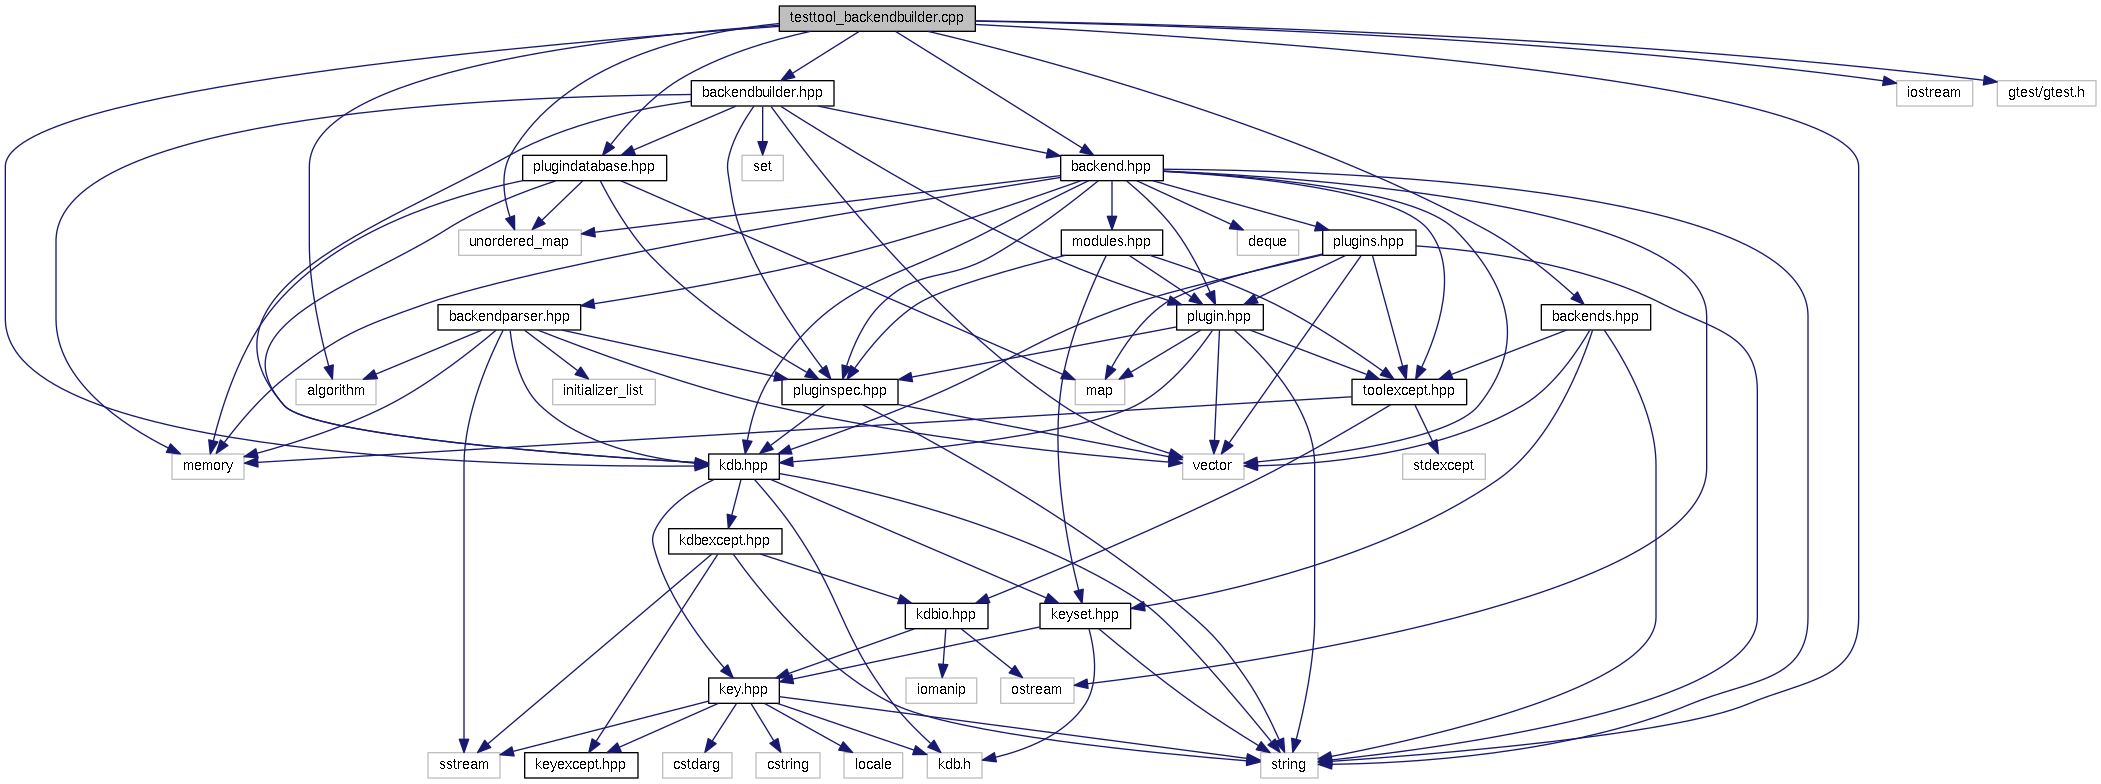 testtool_backendbuilder.cpp
backendbuilder.hpp
iostream
gtest/gtest.h
plugindatabase.hpp
set
backend.hpp
unordered_map
modules.hpp
deque
plugins.hpp
backendparser.hpp
plugin.hpp
backends.hpp
algorithm
initializer_list
pluginspec.hpp
map
toolexcept.hpp
memory
kdb.hpp
vector
stdexcept
kdbexcept.hpp
kdbio.hpp
keyset.hpp
key.hpp
iomanip
ostream
sstream
keyexcept.hpp
cstdarg
cstring
locale
kdb.h
string